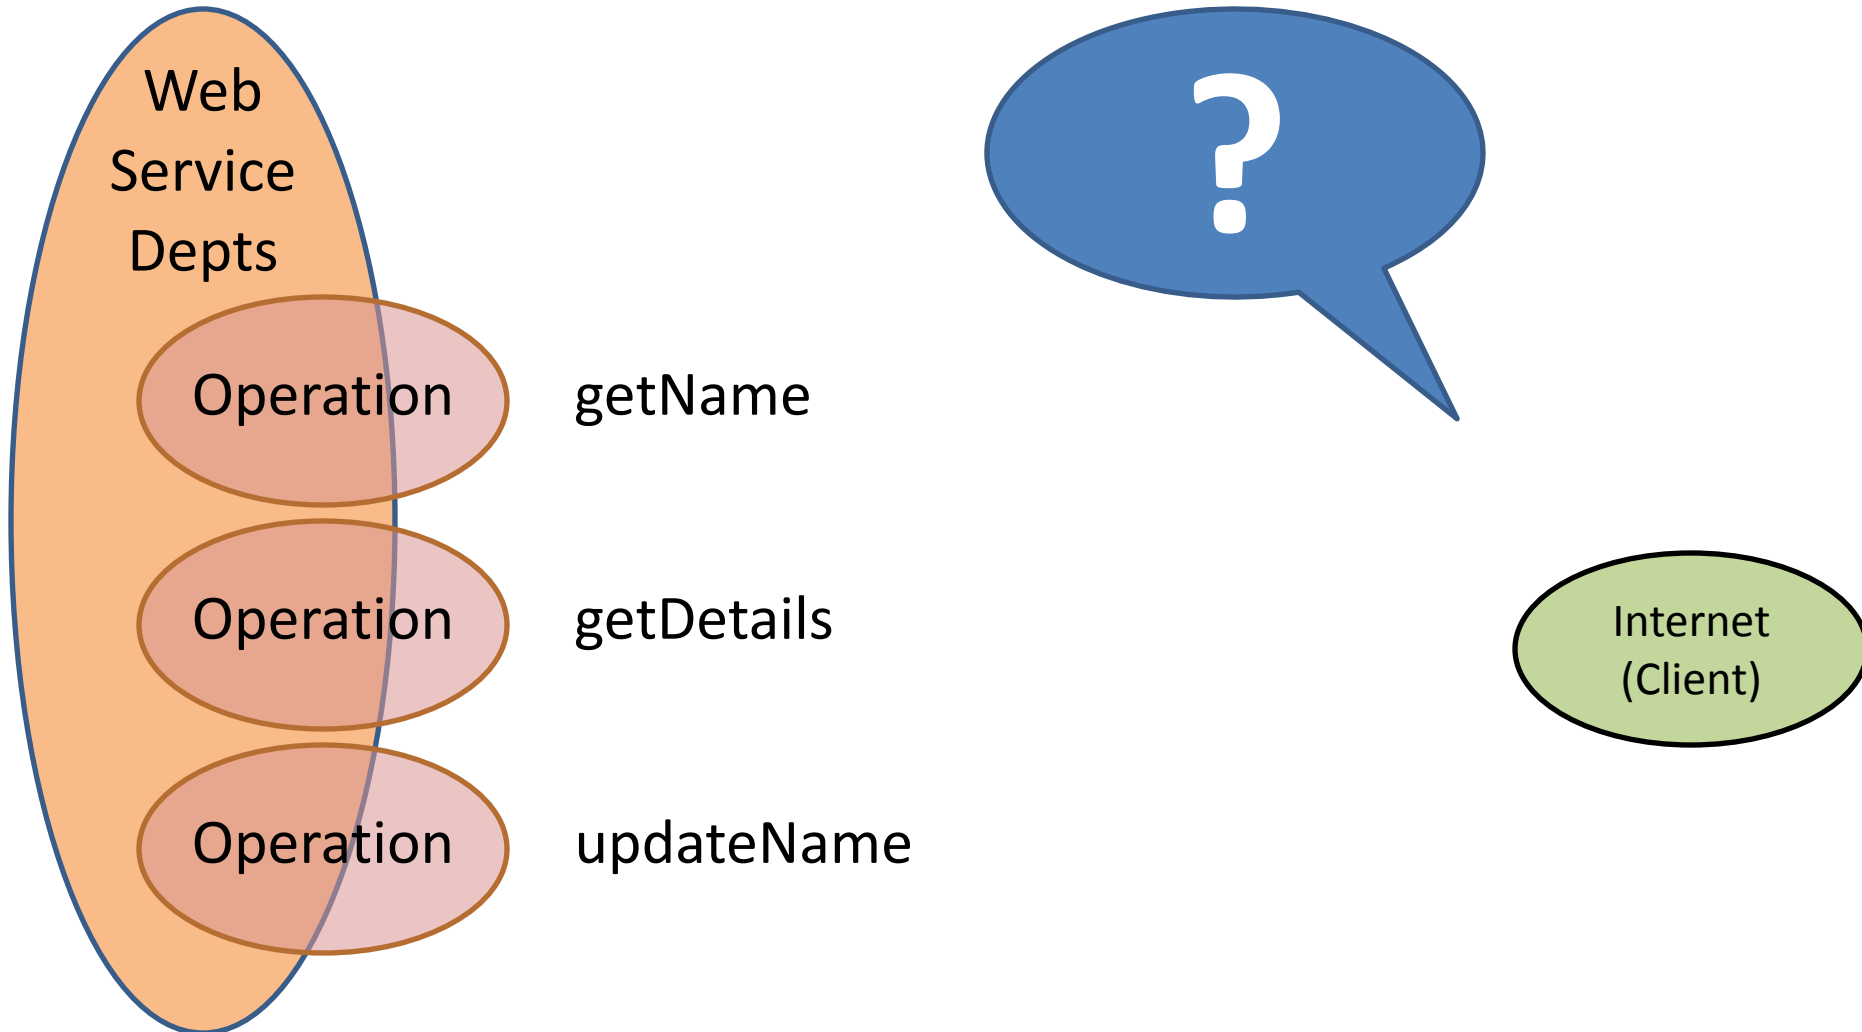 Web
Service
Depts
?
Operation
getName
Operation
getDetails
Operation
updateName
Internet
(Client)